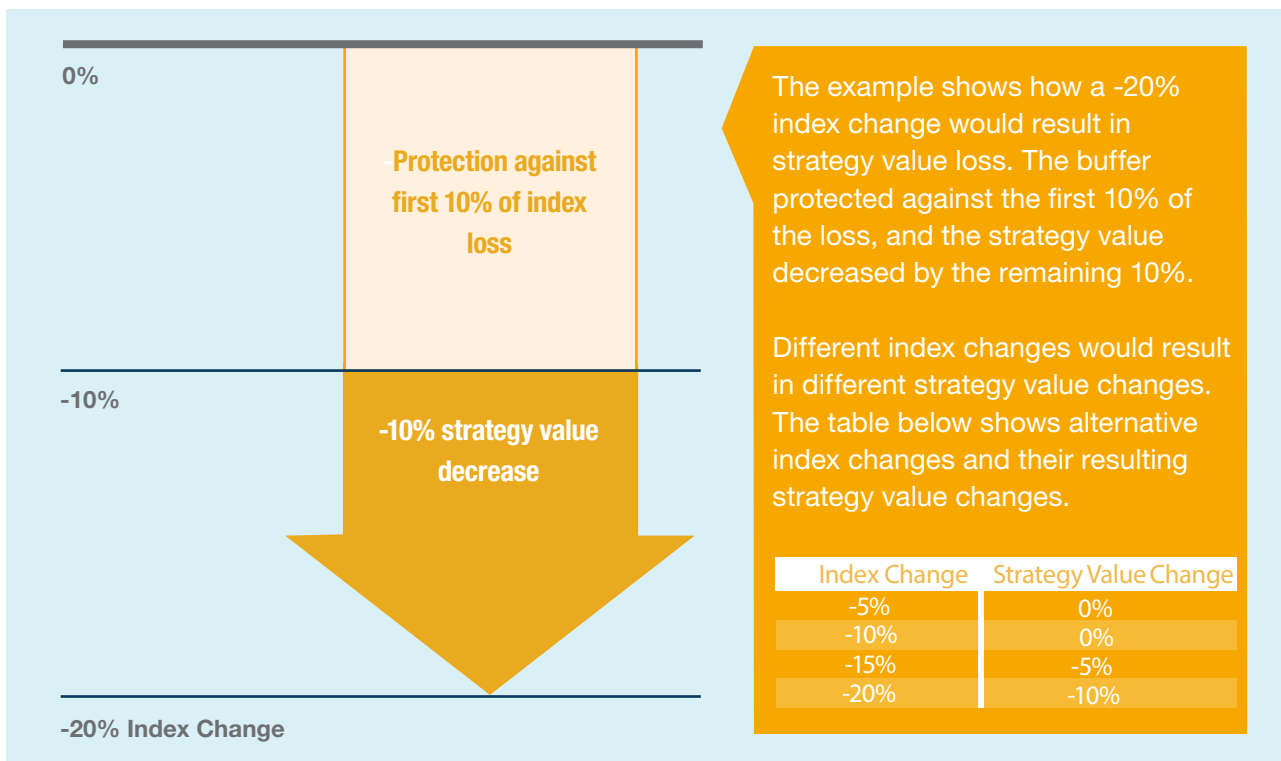 0%
-Protection against
first 10% of index
loss
-10%
-10% strategy value
decrease
-20% Index Change
The example shows how a -20%
index change would result in
strategy value loss. The buffer
protected against the first 10% of
the loss, and the strategy value
decreased by the remaining 10%.
Different index changes would result
in different strategy value changes.
The table below shows alternative
index changes and their resulting
strategy value changes.
Index Change Strategy Value Change
-5% 0%
-10% 0%
-15% -5%
-20% -10%